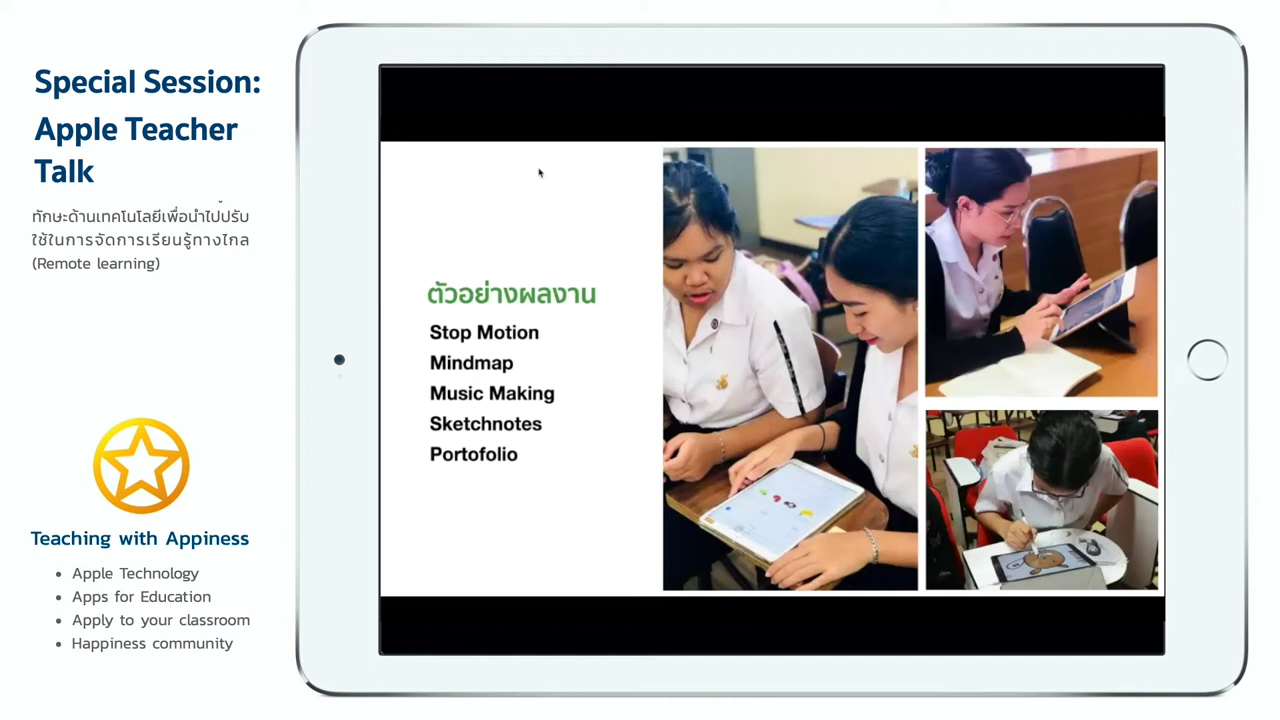 Special Session:
Apple Teacher
Talk
ทักษะด้านเทคโนโลยีเพื่อนำไปปรับ
ใช้ในการจัดการเรียนรู้ทางไกล
(Remote learning)
Teaching with Appiness
• Apple Technology
• Apps for Education
• Apply to your classroom
• Happiness community
ตัวอย่างผลงาน
Stop Motion
Mindmap
Music Making
Sketchnotes
Portofolio